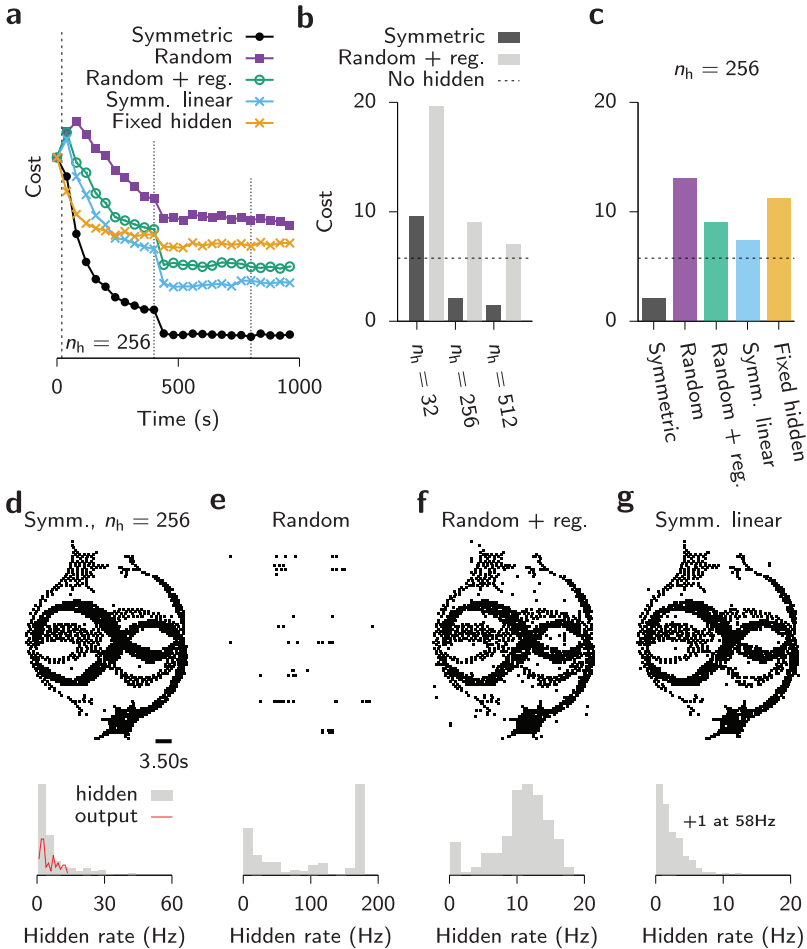 a
Symmetric
Random
Random + reg.
Symm. linear
Fixed hidden
Cost
n_h = 256
0
500
1000
Time (s)
b
Symmetric
Random + reg.
No hidden
20
10
0
Cost
n_h = 32
n_h = 256
n_h = 512
c
n_h = 256
20
10
0
Symmetric
Random
Random + reg.
Symm. linear
Fixed hidden
d
Symm., n_h = 256
3.50s
hidden
output
0
30
60
Hidden rate (Hz)
e
Random
0
100
200
Hidden rate (Hz)
f
Random + reg.
0
10
20
Hidden rate (Hz)
g
Symm. linear
+1 at 58Hz
0
10
20
Hidden rate (Hz)